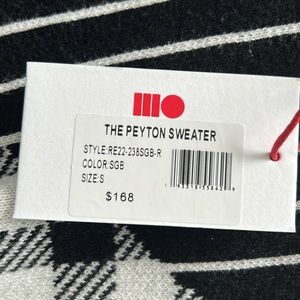 THE PEYTON SWEATER
STYLE:RE22-238SGB-R
COLOR:SGB
SIZE:S
$168